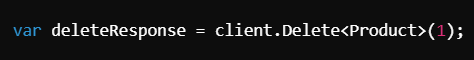 var deleteResponse = client.Delete<Product>(1);